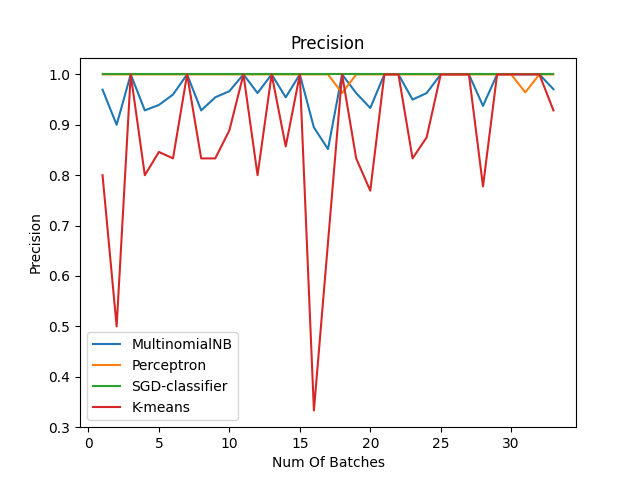 Precision
1.0
0.9
0.8
0.7
0.6
0.5
0.4
0.3
Precision
MultinomialNB
Perceptron
SGD-classifier
K-means
0 5 10 15 20 25 30
Num Of Batches